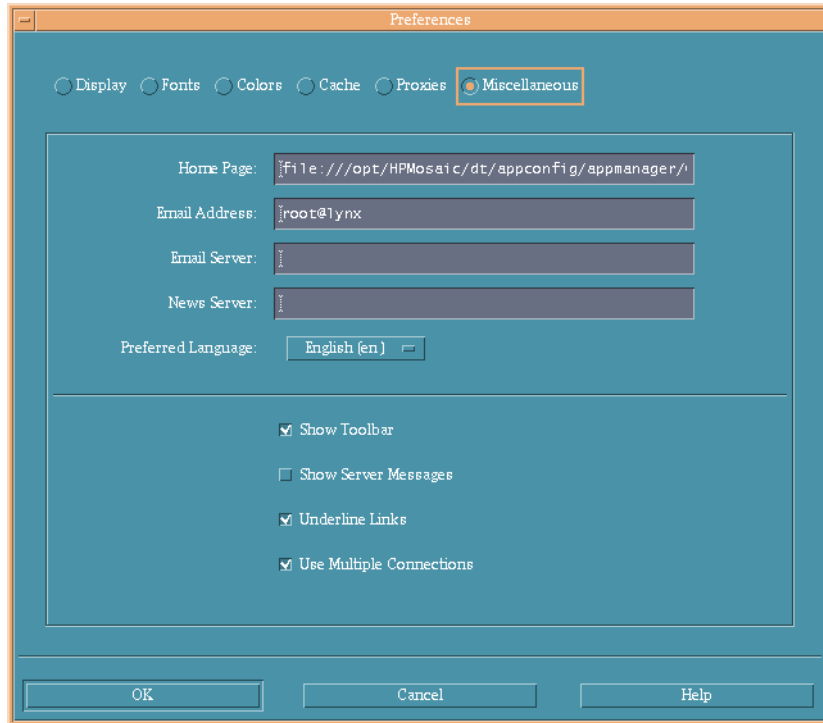 Preferences
Display Fonts Colors Cache Proxies Miscellaneous
Home Page: file:///opt/HPMosaic/dt/appconfig/appmanager/
Email Address: root@lynx
Email Server:
News Server:
Preferred Language: English (en)
Show Toolbar
Show Server Messages
Underline Links
Use Multiple Connections
OK Cancel Help